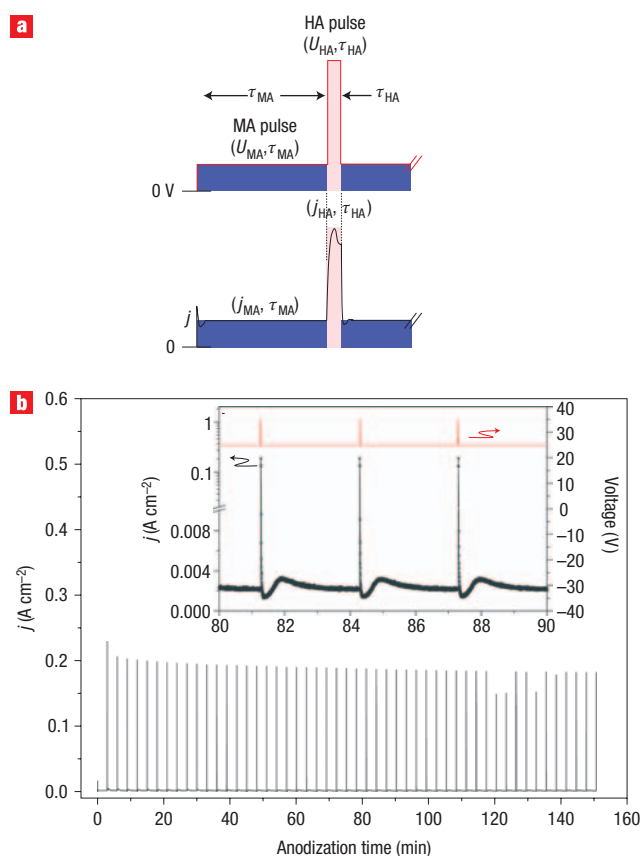 a
HA pulse
(U_HA, τ_HA)
τ_MA
τ_HA
MA pulse
(U_MA, τ_MA)
0 V
(j_HA, τ_HA)
j
(j_MA, τ_MA)
0
b
0.6
0.5
0.4
0.3
0.2
0.1
0.0
j (A cm⁻²)
0 20 40 60 80 100 120 140 160
Anodization time (min)
1
0.1
0.008
0.004
0.000
j (A cm⁻²)
40
30
20
10
0
−10
−20
−30
−40
Voltage (V)
80 82 84 86 88 90